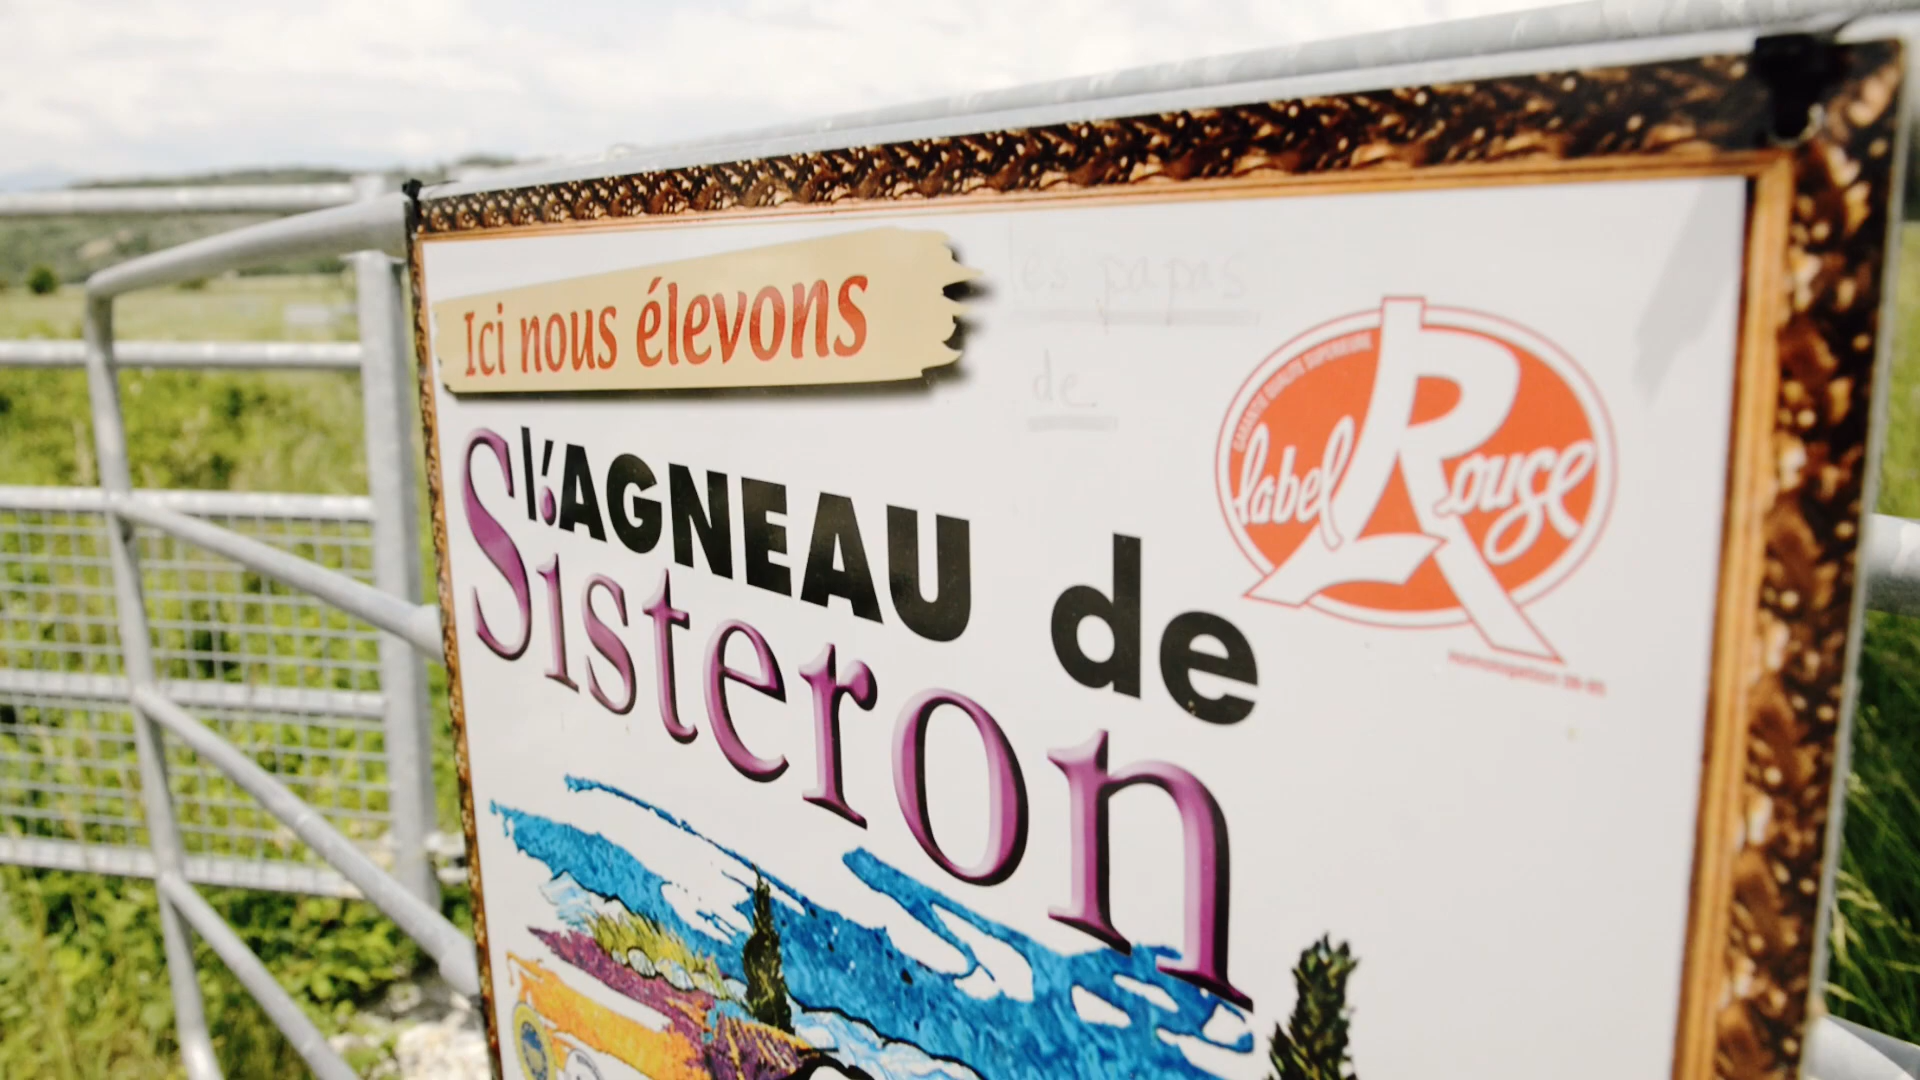 Ici nous élevons
les papas
de
l'AGNEAU de
Sisteron
label Rouge